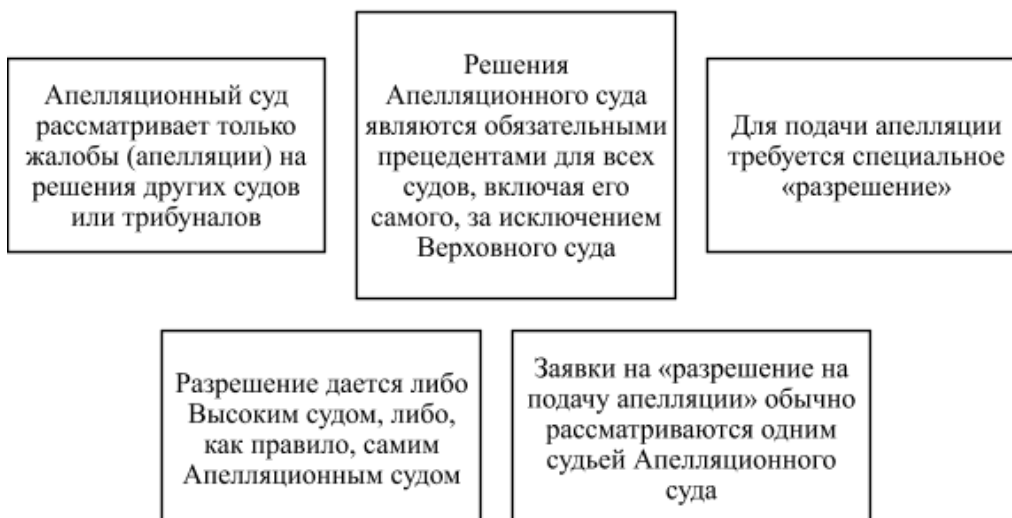 Апелляционный суд
рассматривает только
жалобы (апелляции) на
решения других судов
или трибуналов
Решения
Апелляционного суда
являются обязательными
прецедентами для всех
судов, включая его
самого, за исключением
Верховного суда
Для подачи апелляции
требуется специальное
«разрешение»
Разрешение дается либо
Высоким судом, либо,
как правило, самим
Апелляционным судом
Заявки на «разрешение на
подачу апелляции» обычно
рассматриваются одним
судьей Апелляционного
суда